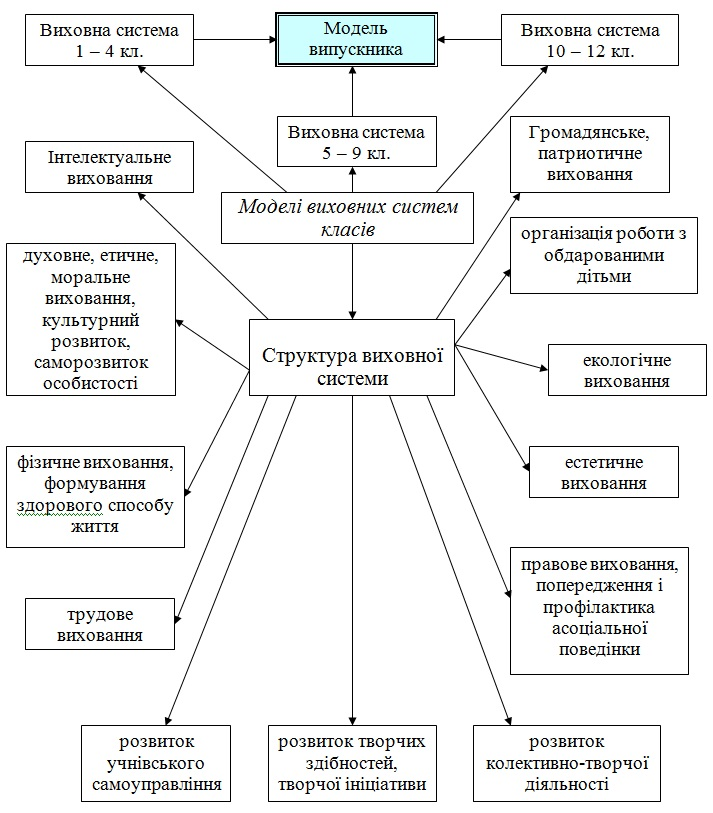 Виховна система
1 – 4 кл.
Модель
випускника
Виховна система
10 – 12 кл.
Виховна система
5 – 9 кл.
Інтелектуальне
виховання
Громадянське,
патриотичне
виховання
Моделі виховних систем
класів
духовне, етичне,
моральне
виховання,
культурний
розвиток,
саморозвиток
особистості
організація роботи з
обдарованими
дітьми
Структура виховної
системи
екологічне
виховання
фізичне виховання,
формування
здорового способу
життя
естетичне
виховання
трудове
виховання
правове виховання,
попередження і
профілактика
асоціальної
поведінки
розвиток
учнівського
самоуправління
розвиток творчих
здібностей,
творчої ініціативи
розвиток
колективно-творчої
діяльності